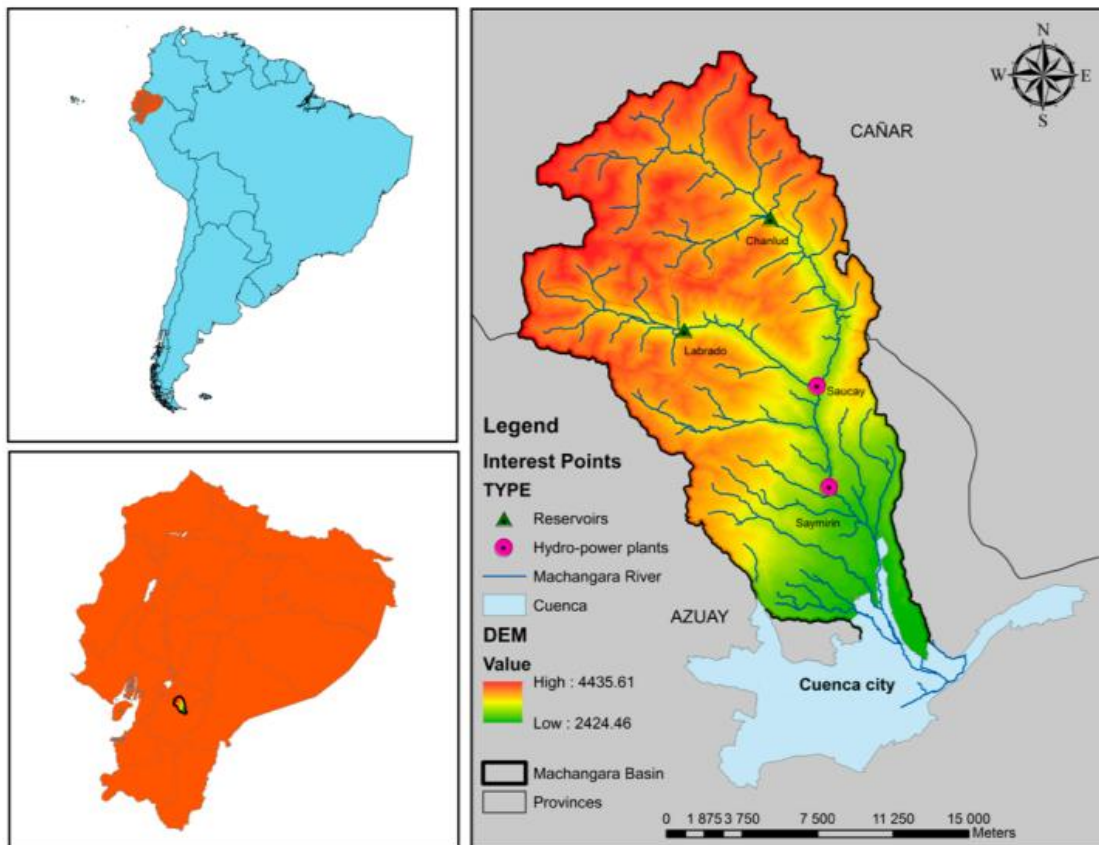 N
W
E
S
CAÑAR
Chanlud
Labrado
Saucay
Saymirin
AZUAY
Cuenca city
Legend
Interest Points
TYPE
Reservoirs
Hydro-power plants
Machangara River
Cuenca
DEM
Value
High : 4435.61
Low : 2424.46
Machangara Basin
Provinces
0 1 875 3 750 7 500 11 250 15 000
Meters